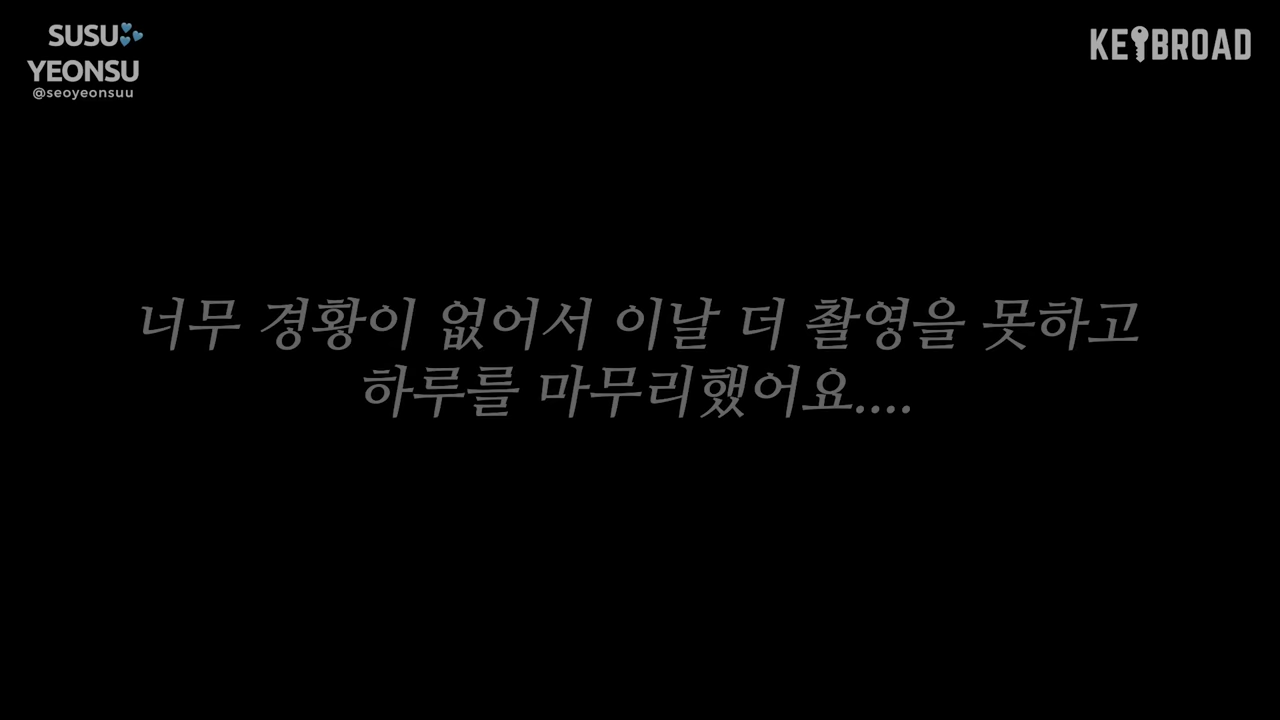 SUSU
YEONSU
@seoyeonsuu
KEYBROAD
너무 경황이 없어서 이날 더 촬영을 못하고
하루를 마무리했어요....